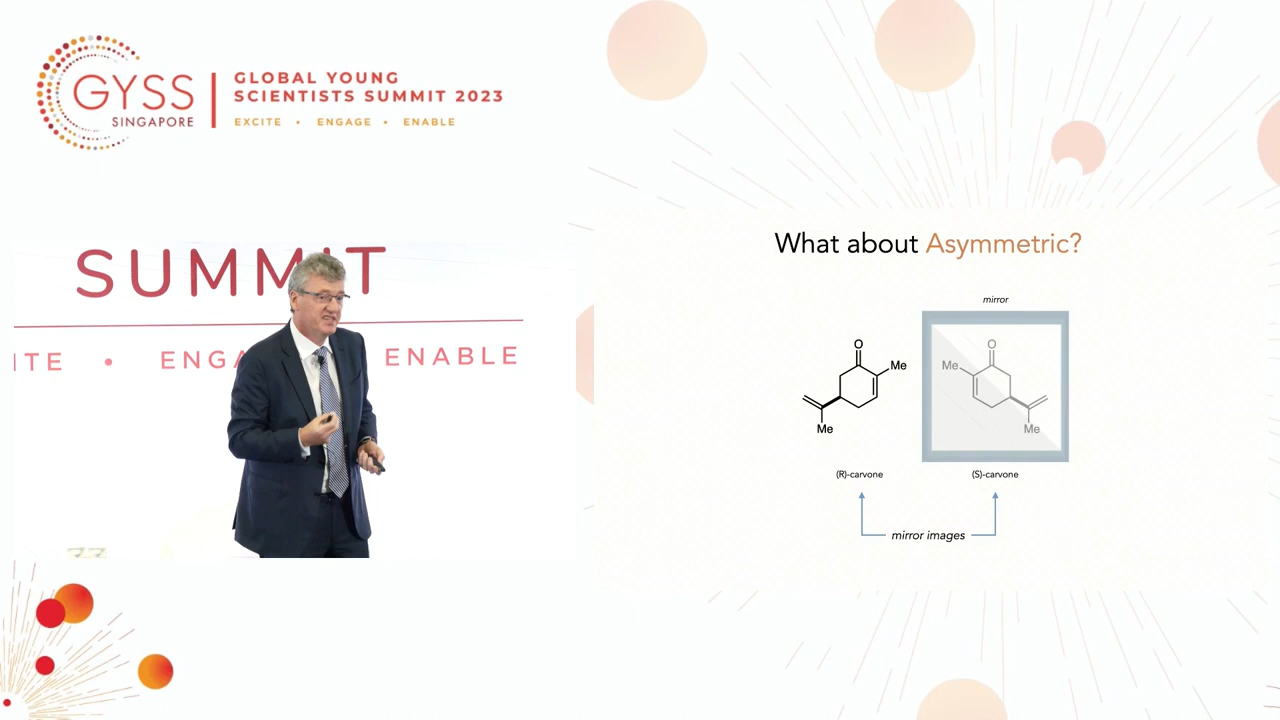 GYSS
SINGAPORE
GLOBAL YOUNG
SCIENTISTS SUMMIT 2023
EXCITE • ENGAGE • ENABLE
SUMMIT
ITE • ENGA ENABLE
What about Asymmetric?
mirror
O
Me
Me
(R)-carvone
O
Me
Me
(S)-carvone
mirror images